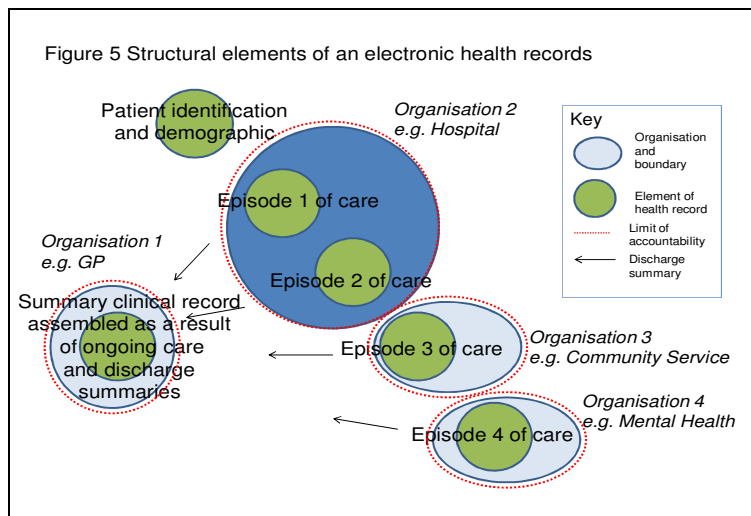 Figure 5 Structural elements of an electronic health records
Patient identification
and demographic
Organisation 2
e.g. Hospital
Key
Organisation
and
boundary
Element of
health record
Limit of
accountability
Discharge
summary
Episode 1 of care
Episode 2 of care
Organisation 1
e.g. GP
Summary clinical record
assembled as a result
of ongoing care
and discharge
summaries
Episode 3 of care
Organisation 3
e.g. Community Service
Episode 4 of care
Organisation 4
e.g. Mental Health